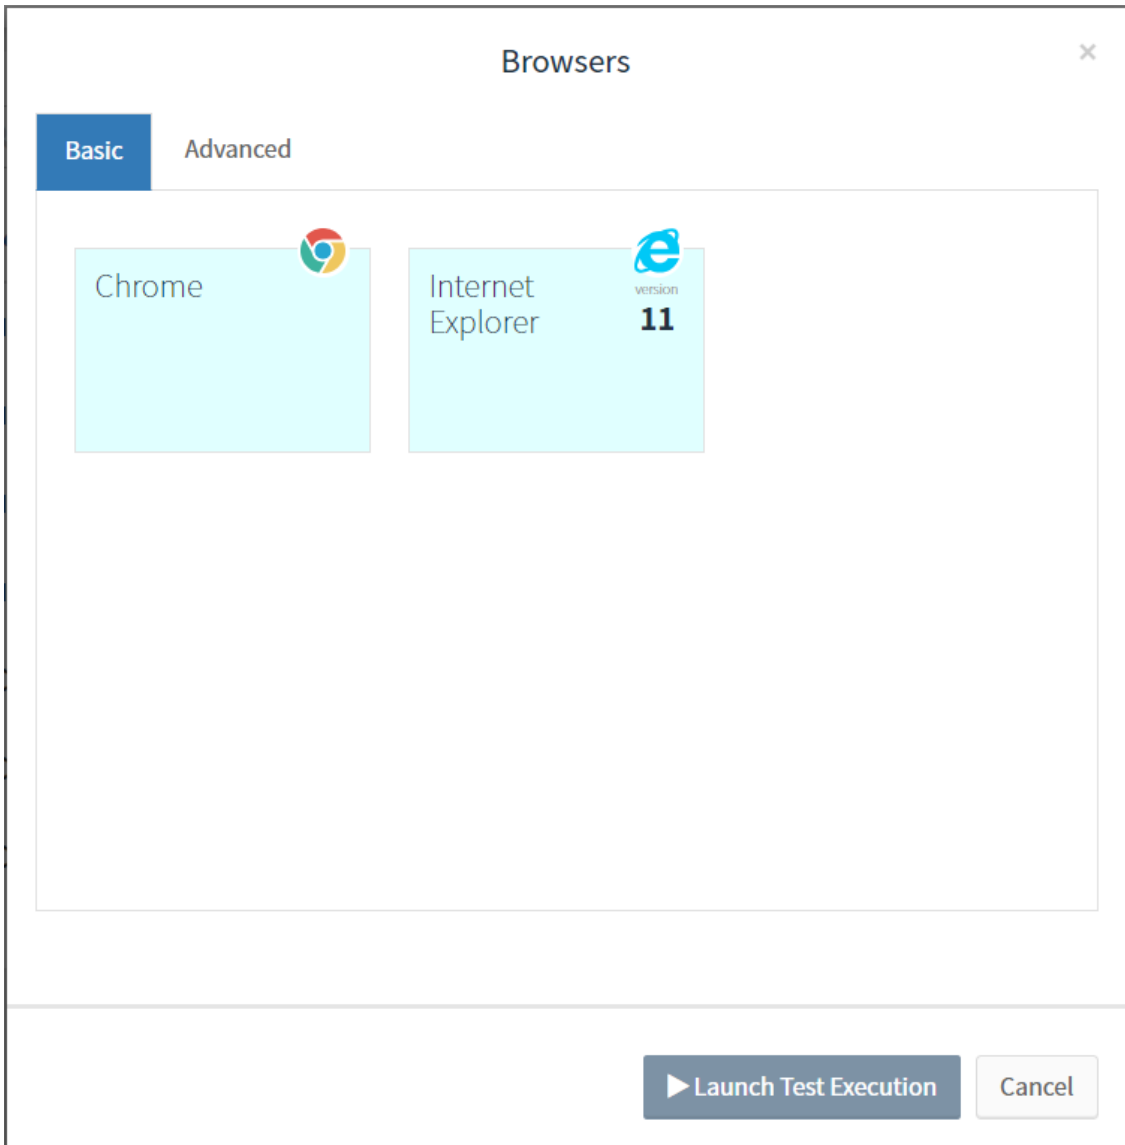 Browsers
×
Basic
Advanced
Chrome
Internet
Explorer
version
11
Launch Test Execution
Cancel